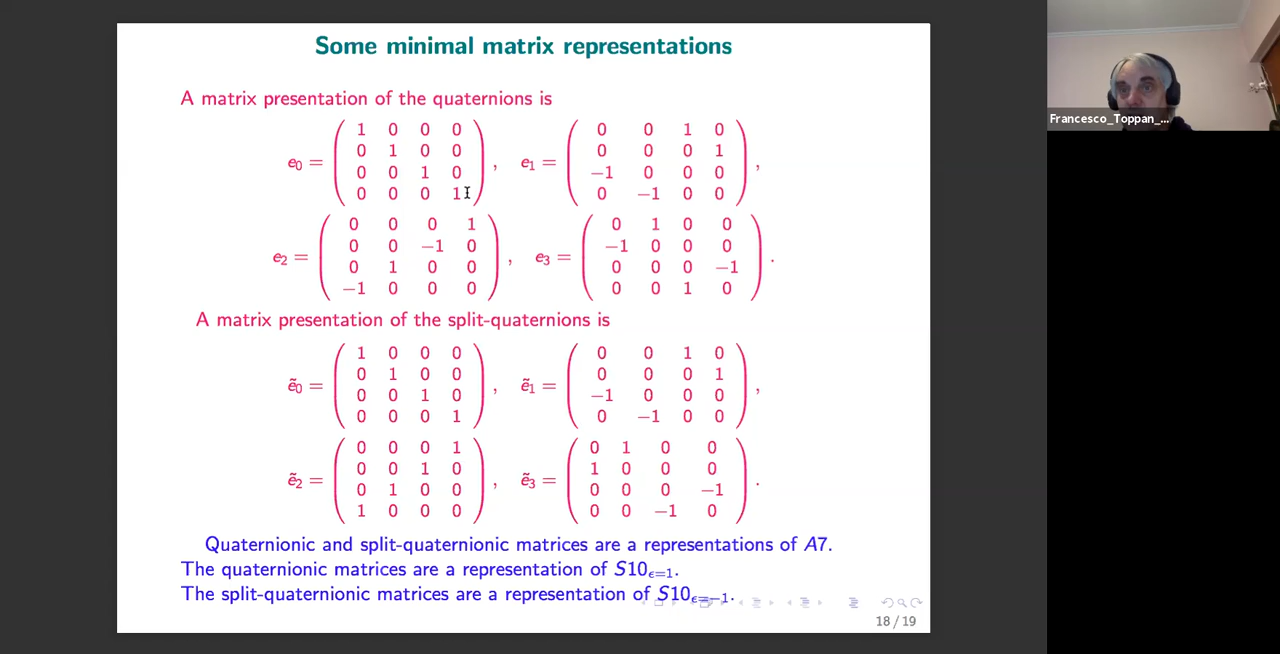 Some minimal matrix representations
A matrix presentation of the quaternions is
e₀ = ( 1 0 0 0 ; 0 1 0 0 ; 0 0 1 0 ; 0 0 0 1 ) , e₁ = ( 0 0 1 0 ; 0 0 0 1 ; −1 0 0 0 ; 0 −1 0 0 ) ,
e₂ = ( 0 0 0 1 ; 0 0 −1 0 ; 0 1 0 0 ; −1 0 0 0 ) , e₃ = ( 0 1 0 0 ; −1 0 0 0 ; 0 0 0 −1 ; 0 0 1 0 ) .
A matrix presentation of the split-quaternions is
ẽ₀ = ( 1 0 0 0 ; 0 1 0 0 ; 0 0 1 0 ; 0 0 0 1 ) , ẽ₁ = ( 0 0 1 0 ; 0 0 0 1 ; −1 0 0 0 ; 0 −1 0 0 ) ,
ẽ₂ = ( 0 0 0 1 ; 0 0 1 0 ; 0 1 0 0 ; 1 0 0 0 ) , ẽ₃ = ( 0 1 0 0 ; 1 0 0 0 ; 0 0 0 −1 ; 0 0 −1 0 ) .
Quaternionic and split-quaternionic matrices are a representations of A7.
The quaternionic matrices are a representation of S10ϵ=1.
The split-quaternionic matrices are a representation of S10ϵ=−1.
18 / 19
Francesco_Toppan_...